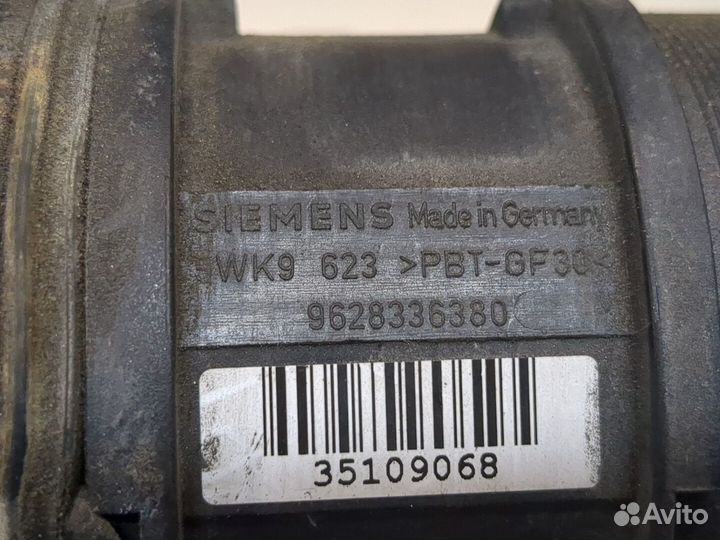 SIEMENS Made in Germany
WK9 623 >PBT-GF30<
9628336380
35109068
Avito